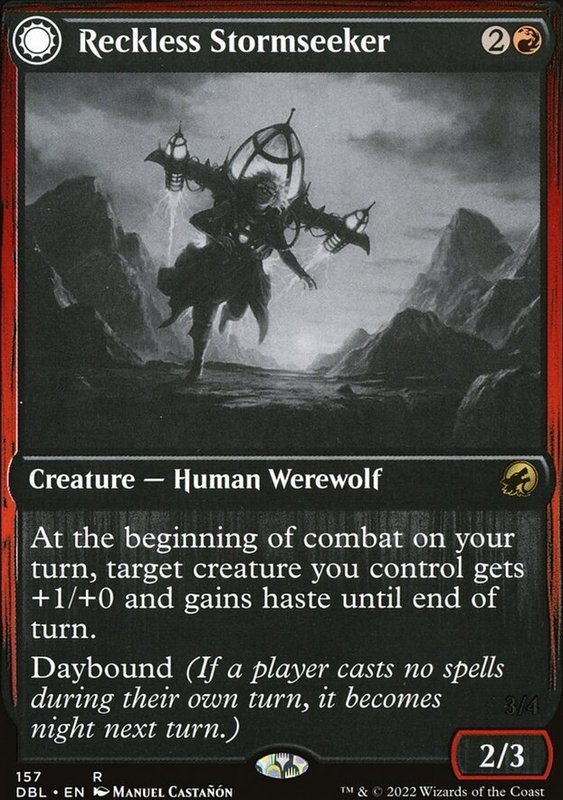 Reckless Stormseeker 2
Creature — Human Werewolf
At the beginning of combat on your
turn, target creature you control gets
+1/+0 and gains haste until end of
turn.
Daybound (If a player casts no spells
during their own turn, it becomes
night next turn.)
3/4
2/3
157 R
DBL • EN MANUEL CASTAÑÓN
™ & © 2022 Wizards of the Coast